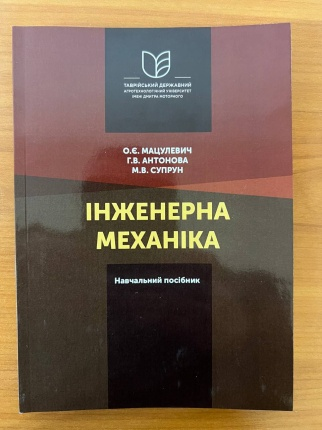 ТАВРІЙСЬКИЙ ДЕРЖАВНИЙ
АГРОТЕХНОЛОГІЧНИЙ УНІВЕРСИТЕТ
ІМЕНІ ДМИТРА МОТОРНОГО
О.Є. МАЦУЛЕВИЧ
Г.В. АНТОНОВА
М.В. СУПРУН
ІНЖЕНЕРНА
МЕХАНІКА
Навчальний посібник